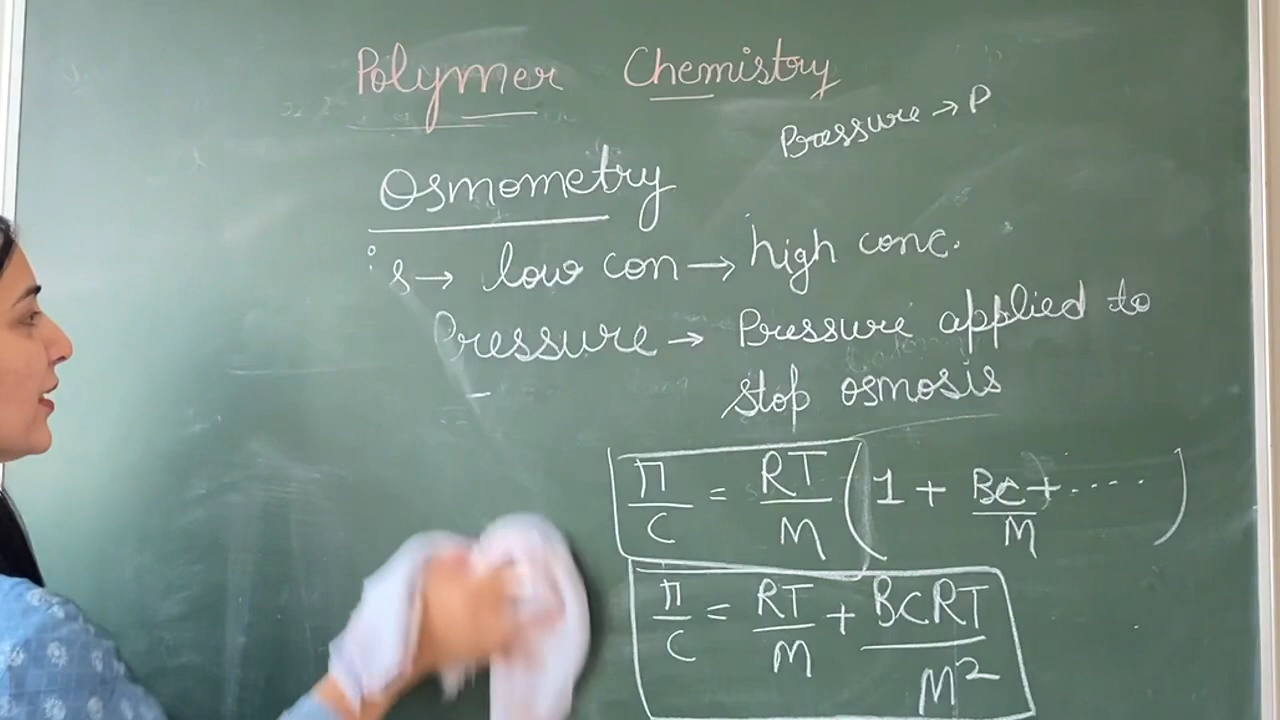 Polymer Chemistry
Pressure → P
Osmometry
is → low con → high conc.
Pressure → Pressure applied to
stop osmosis
π/C = RT/M (1 + BC/M + ....)
π/C = RT/M + BCRT/M²